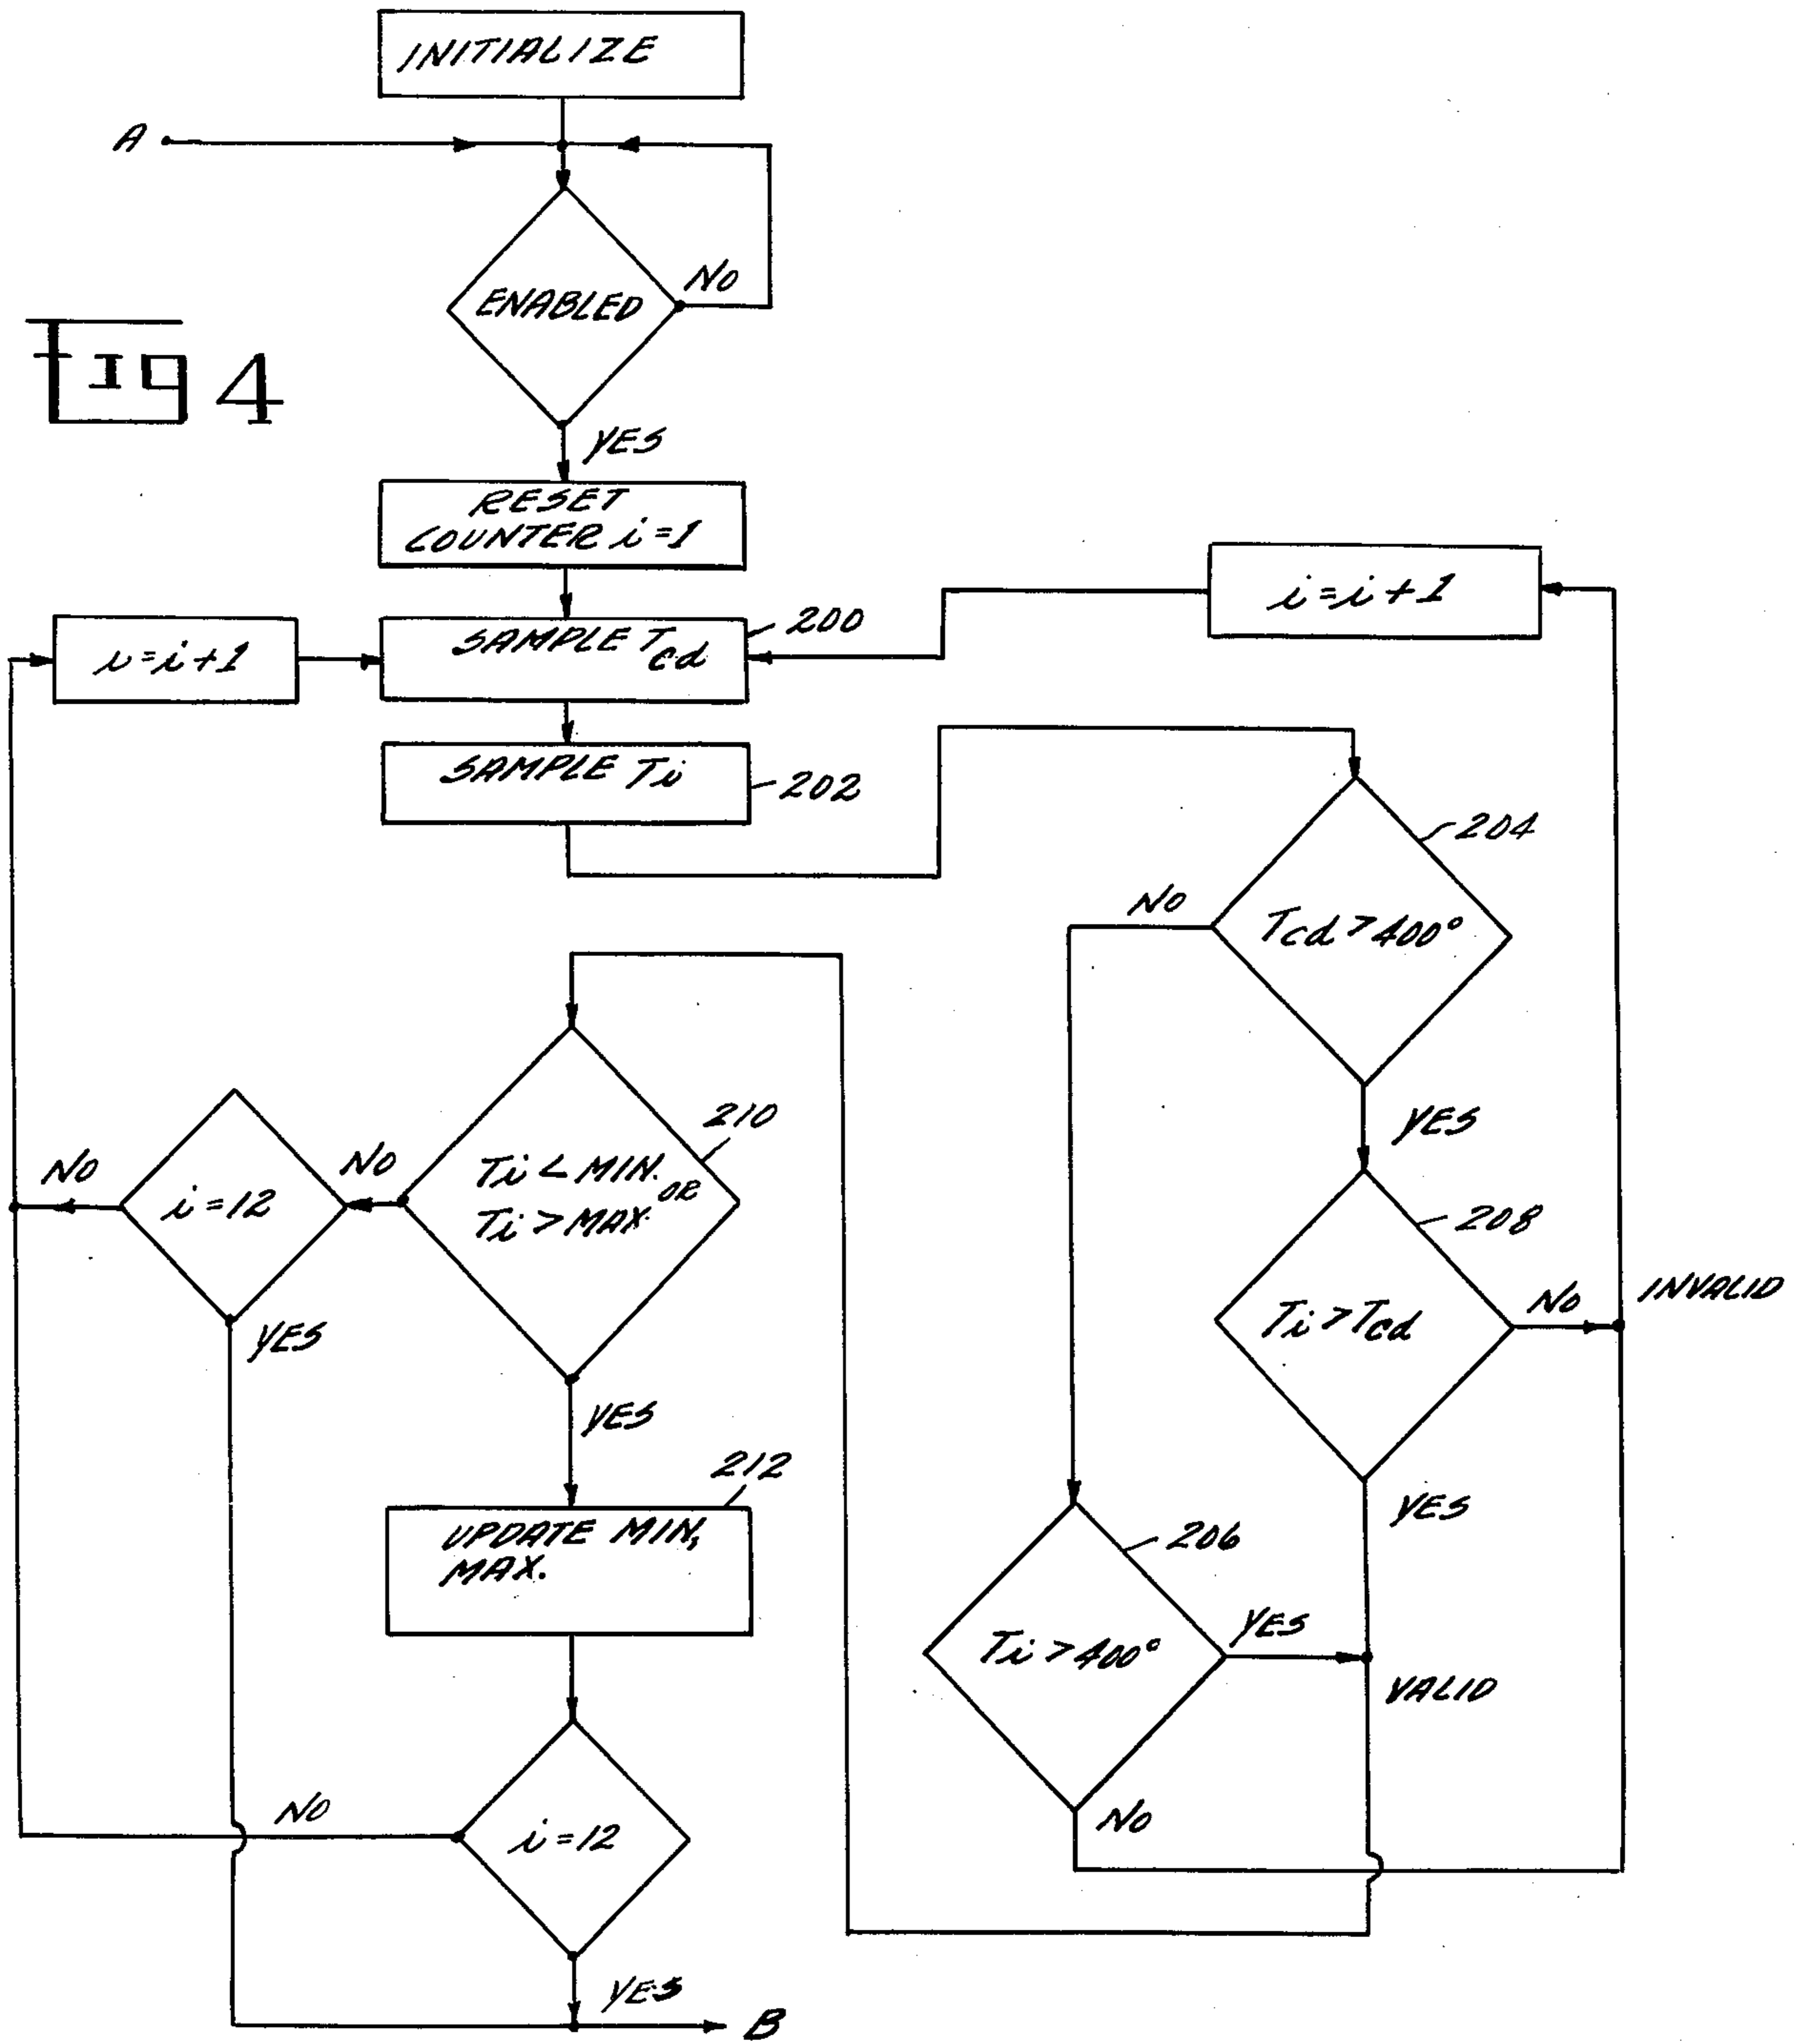 INITIALIZE
A
ENABLED
NO
FIG 4
YES
RESET
COUNTER i=1
i=i+1
i=i+1
SAMPLE Tcd
200
SAMPLE Ti
202
204
NO
Tcd>400°
YES
210
NO
i=12
NO
Ti<MIN. OR
Ti>MAX.
208
Ti>Tcd
NO
INVALID
YES
YES
YES
212
UPDATE MIN,
MAX.
206
Ti>400°
YES
VALID
NO
NO
i=12
YES
B